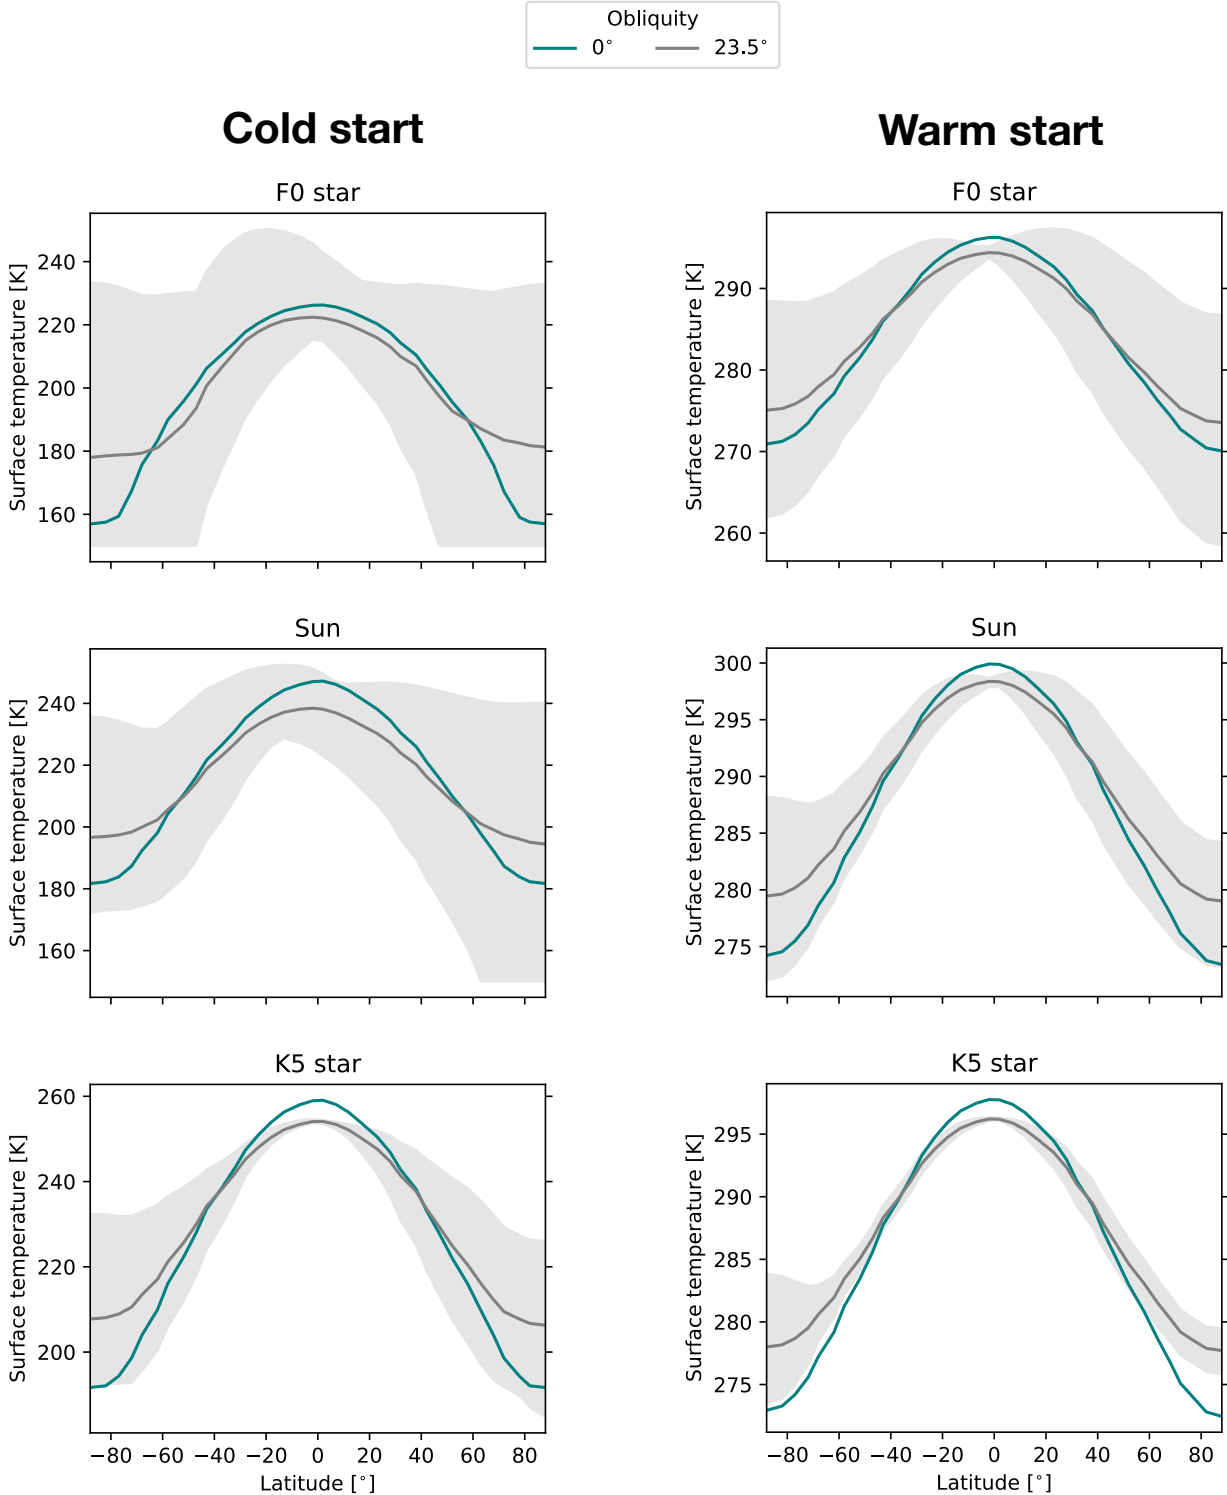 Obliquity
0° 23.5°
Cold start
Warm start
F0 star
F0 star
Surface temperature [K]
240
220
200
180
160
Surface temperature [K]
290
280
270
260
Sun
Sun
Surface temperature [K]
240
220
200
180
160
Surface temperature [K]
300
295
290
285
280
275
K5 star
K5 star
Surface temperature [K]
260
240
220
200
Surface temperature [K]
295
290
285
280
275
−80 −60 −40 −20 0 20 40 60 80
−80 −60 −40 −20 0 20 40 60 80
Latitude [°]
Latitude [°]